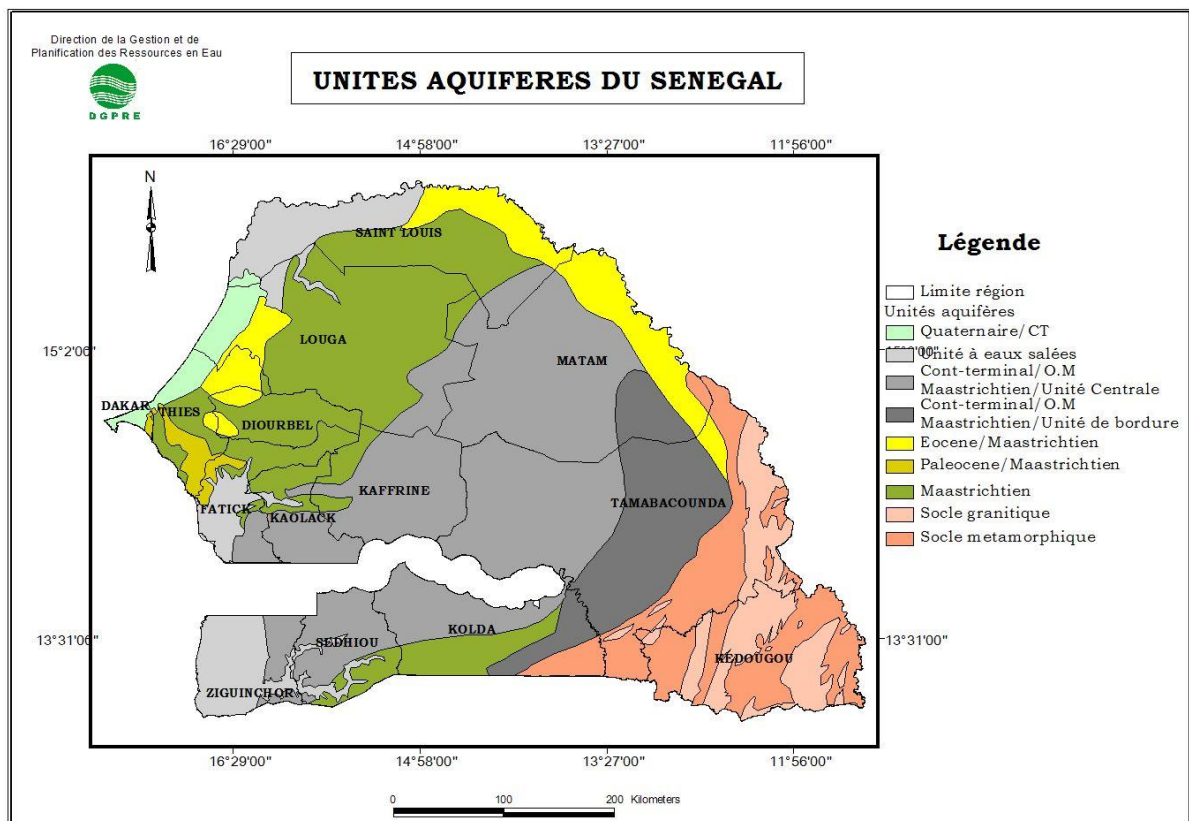 Direction de la Gestion et de
Planification des Ressources en Eau
DGPRE
UNITES AQUIFERES DU SENEGAL
16°29'00"
14°58'00"
13°27'00"
11°56'00"
N
SAINT LOUIS
LOUGA
MATAM
15°2'00"
DAKAR
THIES
DIOURBEL
KAFFRINE
TAMABACOUNDA
FATICK
KAOLACK
KOLDA
SEDHIOU
13°31'00"
13°31'00"
KEDOUGOU
ZIGUINCHOR
16°29'00"
14°58'00"
13°27'00"
11°56'00"
0 100 200 Kilometers
Légende
Limite région
Unités aquifères
Quaternaire/CT
Unité à eaux salées
Cont-terminal/O.M
Maastrichtien/Unité Centrale
Cont-terminal/O.M
Maastrichtien/Unité de bordure
Eocene/Maastrichtien
Paleocene/Maastrichtien
Maastrichtien
Socle granitique
Socle metamorphique